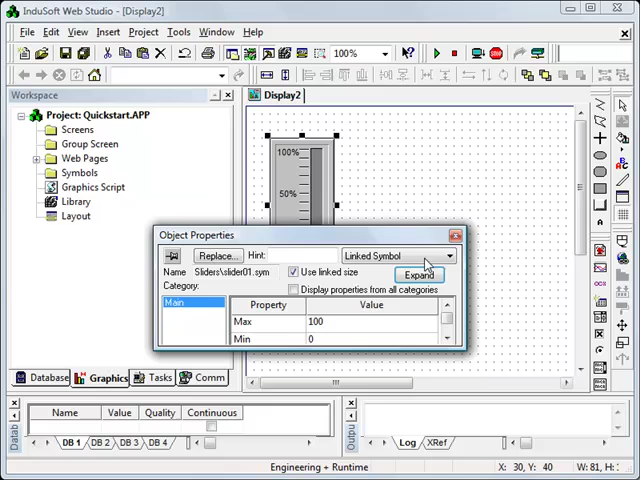 InduSoft Web Studio - [Display2]
File Edit View Insert Project Tools Window Help
100%
Workspace
Display2
Project: Quickstart.APP
Screens
Group Screen
Web Pages
Symbols
Graphics Script
Library
Layout
100%
50%
Object Properties
Replace... Hint: Linked Symbol
Name Sliders\slider01.sym Use linked size Expand
Category: Display properties from all categories
Main
Property Value
Max 100
Min 0
Database Graphics Tasks Comm
Name Value Quality Continuous
DB 1 DB 2 DB 3 DB 4
Log XRef
Datab
Outpu
Engineering + Runtime X: 30, Y: 40 W: 81, H: